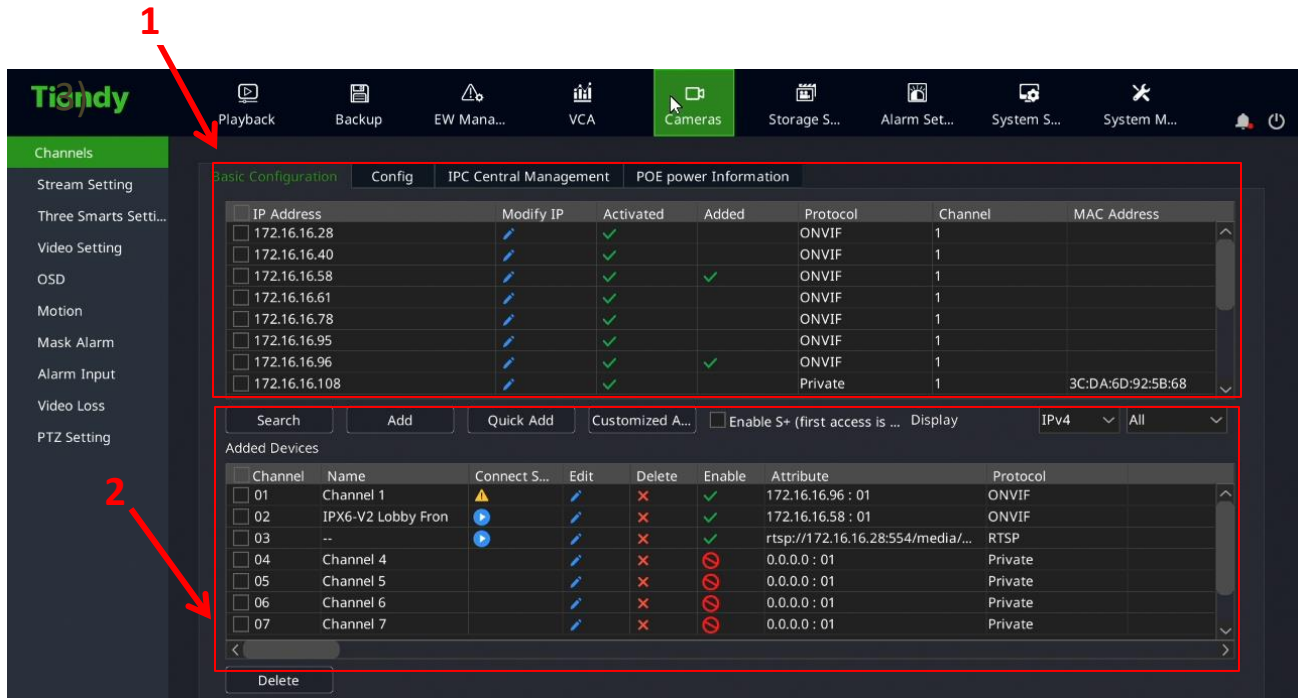 1
Tiandy
Playback Backup EW Mana... VCA Cameras Storage S... Alarm Set... System S... System M...
Channels
Stream Setting
Three Smarts Setti...
Video Setting
OSD
Motion
Mask Alarm
Alarm Input
Video Loss
PTZ Setting
Basic Configuration Config IPC Central Management POE power Information
IP Address Modify IP Activated Added Protocol Channel MAC Address
172.16.16.28 ONVIF 1
172.16.16.40 ONVIF 1
172.16.16.58 ONVIF 1
172.16.16.61 ONVIF 1
172.16.16.78 ONVIF 1
172.16.16.95 ONVIF 1
172.16.16.96 ONVIF 1
172.16.16.108 Private 1 3C:DA:6D:92:5B:68
Search Add Quick Add Customized A... Enable S+ (first access is ... Display IPv4 All
Added Devices
Channel Name Connect S... Edit Delete Enable Attribute Protocol
01 Channel 1 172.16.16.96 : 01 ONVIF
02 IPX6-V2 Lobby Fron 172.16.16.58 : 01 ONVIF
03 -- rtsp://172.16.16.28:554/media/... RTSP
04 Channel 4 0.0.0.0 : 01 Private
05 Channel 5 0.0.0.0 : 01 Private
06 Channel 6 0.0.0.0 : 01 Private
07 Channel 7 0.0.0.0 : 01 Private
2
Delete